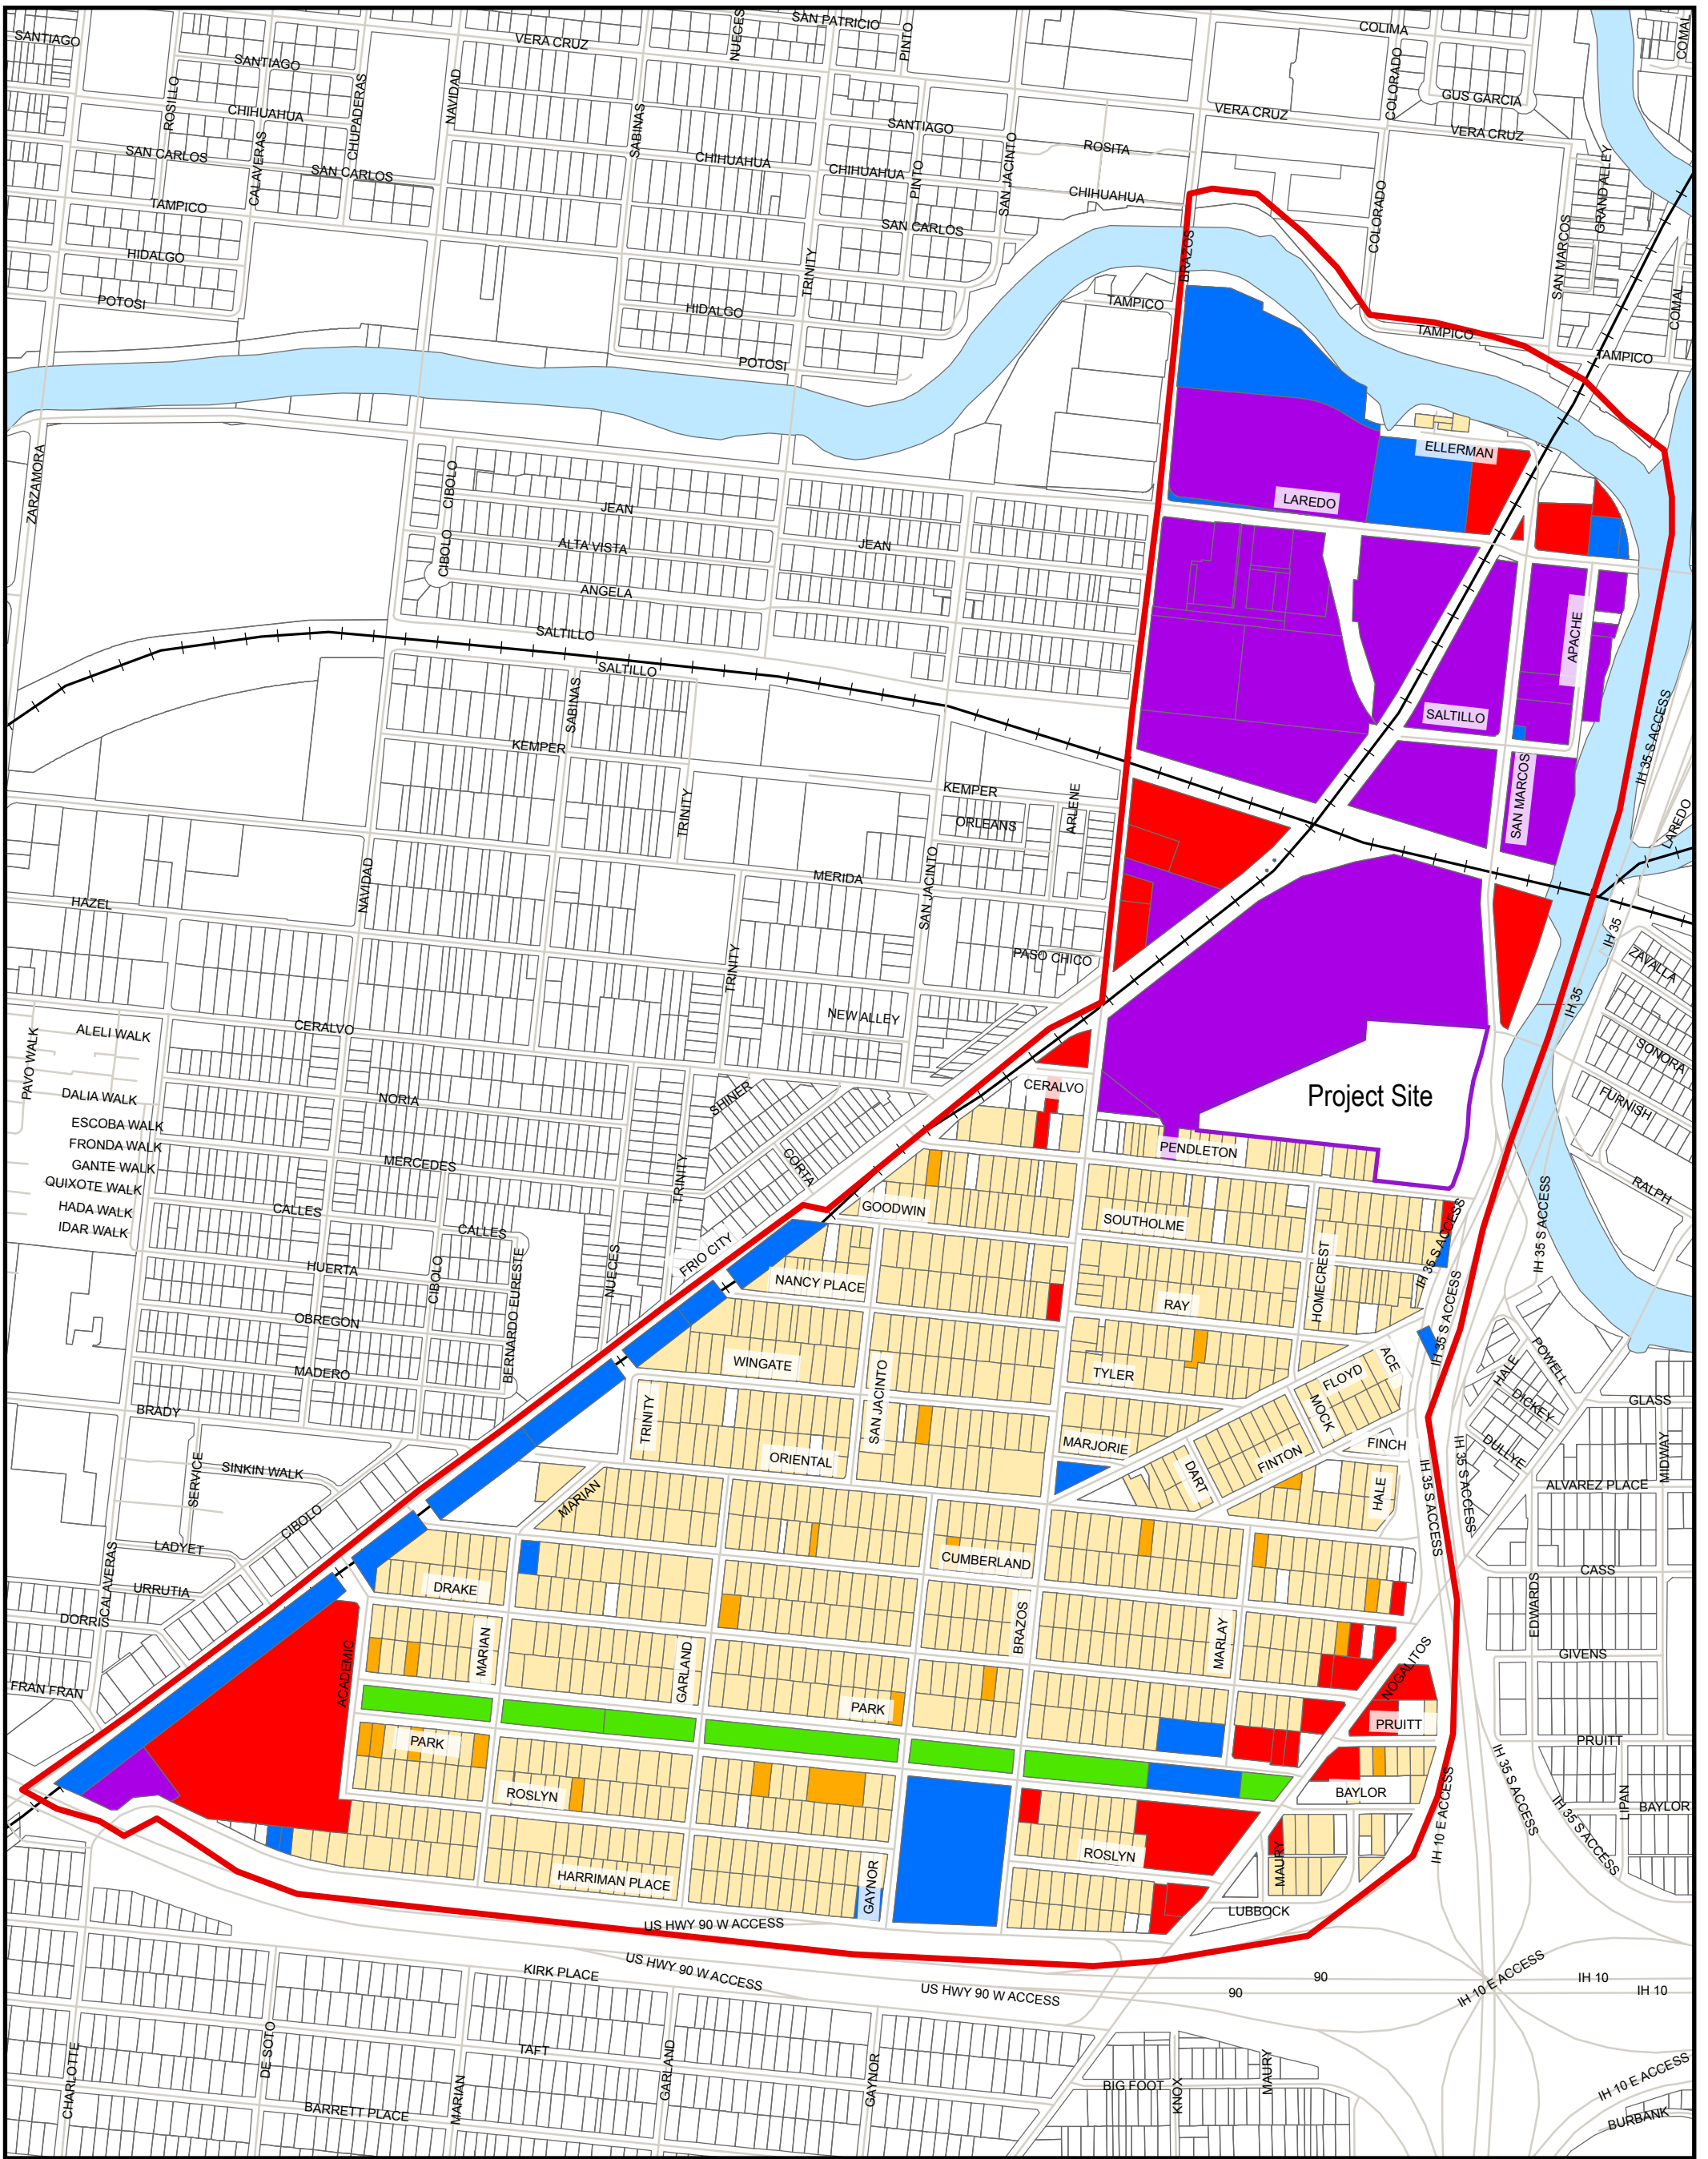 SAN PATRICIO
COLIMA
COMAL
SANTIAGO
VERA CRUZ
NUECES
PINTO
SANTIAGO
COLORADO
NAVIDAD
CHUPADERAS
ROSILLO
CHIHUAHUA
GUS GARCIA
VERA CRUZ
VERA CRUZ
SABINAS
SANTIAGO
SAN CARLOS
CALAVERAS
SAN CARLOS
CHIHUAHUA
CHIHUAHUA
PINTO
SAN JACINTO
ROSITA
CHIHUAHUA
GRAND ALLEY
TAMPICO
SAN CARLOS
COLORADO
SAN MARCOS
HIDALGO
TRINITY
BRAZOS
POTOSI
HIDALGO
TAMPICO
COMAL
TAMPICO
TAMPICO
POTOSI
ELLERMAN
ZARZAMORA
CIBOLO
JEAN
LAREDO
CIBOLO
ALTA VISTA
JEAN
ANGELA
SALTILLO
APACHE
SALTILLO
SABINAS
SALTILLO
IH 35 S ACCESS
KEMPER
KEMPER
TRINITY
ORLEANS
ARLENE
SAN MARCOS
LAREDO
MERIDA
NAVIDAD
SAN JACINTO
HAZEL
IH 35
PASO CHICO
TRINITY
ZAVALLA
IH 35
NEW ALLEY
CERALVO
ALELI WALK
PAVO WALK
SONORA
CERALVO
SHINER
Project Site
DALIA WALK
NORIA
FURNISH
ESCOBA WALK
FRONDA WALK
PENDLETON
GANTE WALK
MERCEDES
CORTA
TRINITY
QUIXOTE WALK
RALPH
HADA WALK
CALLES
GOODWIN
SOUTHOLME
IDAR WALK
CALLES
IH 35 S ACCESS
IH 35 S ACCESS
FRIO CITY
HOMECREST
HUERTA
CIBOLO
BERNARDO EURESTE
NUECES
NANCY PLACE
RAY
IH 35 S ACCESS
OBREGON
WINGATE
TYLER
FLOYD
ACE
POWELL
HALE
MADERO
DICKEY
GLASS
BRADY
TRINITY
SAN JACINTO
MOCK
MARJORIE
FINCH
DULLYE
MIDWAY
ORIENTAL
FINTON
SINKIN WALK
SERVICE
DART
HALE
IH 35 S ACCESS
IH 35 S ACCESS
ALVAREZ PLACE
MARIAN
CIBOLO
LADYET
CUMBERLAND
CASS
URRUTIA
CALAVERAS
DRAKE
EDWARDS
DORRIS
BRAZOS
MARLAY
MARIAN
GARLAND
ACADEMIC
NOGALITOS
GIVENS
FRAN FRAN
PARK
PRUITT
PRUITT
PARK
ROSLYN
BAYLOR
IH 35 S ACCESS
IH 35 S ACCESS
LIPAN
BAYLOR
IH 10 E ACCESS
ROSLYN
MAURY
HARRIMAN PLACE
GAYNOR
LUBBOCK
US HWY 90 W ACCESS
US HWY 90 W ACCESS
KIRK PLACE
US HWY 90 W ACCESS
90
90
IH 10 E ACCESS
IH 10
IH 10
DE SOTO
TAFT
CHARLOTTE
MARIAN
GARLAND
GAYNOR
BARRETT PLACE
BIG FOOT
KNOX
MAURY
IH 10 E ACCESS
BURBANK